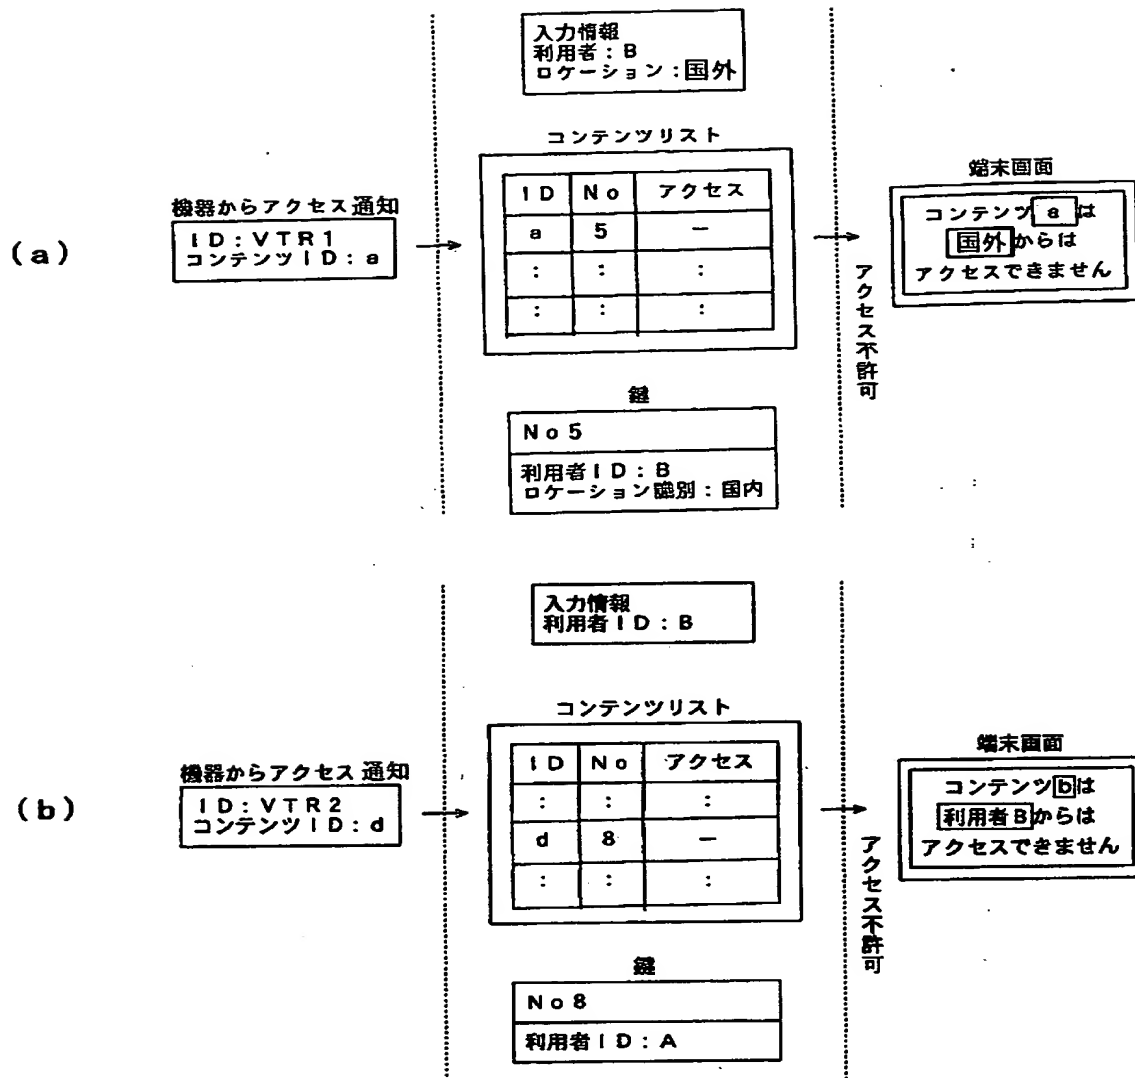 (a)
機器からアクセス通知
ID:VTR1
コンテンツID:a
入力情報
利用者:B
ロケーション:国外
コンテンツリスト
ID No アクセス
a 5 －
: : :
: : :
鍵
No5
利用者ID:B
ロケーション識別:国内
アクセス不許可
端末画面
コンテンツaは
国外からは
アクセスできません
(b)
機器からアクセス通知
ID:VTR2
コンテンツID:d
入力情報
利用者ID:B
コンテンツリスト
ID No アクセス
: : :
d 8 －
: : :
鍵
No8
利用者ID:A
アクセス不許可
端末画面
コンテンツbは
利用者Bからは
アクセスできません